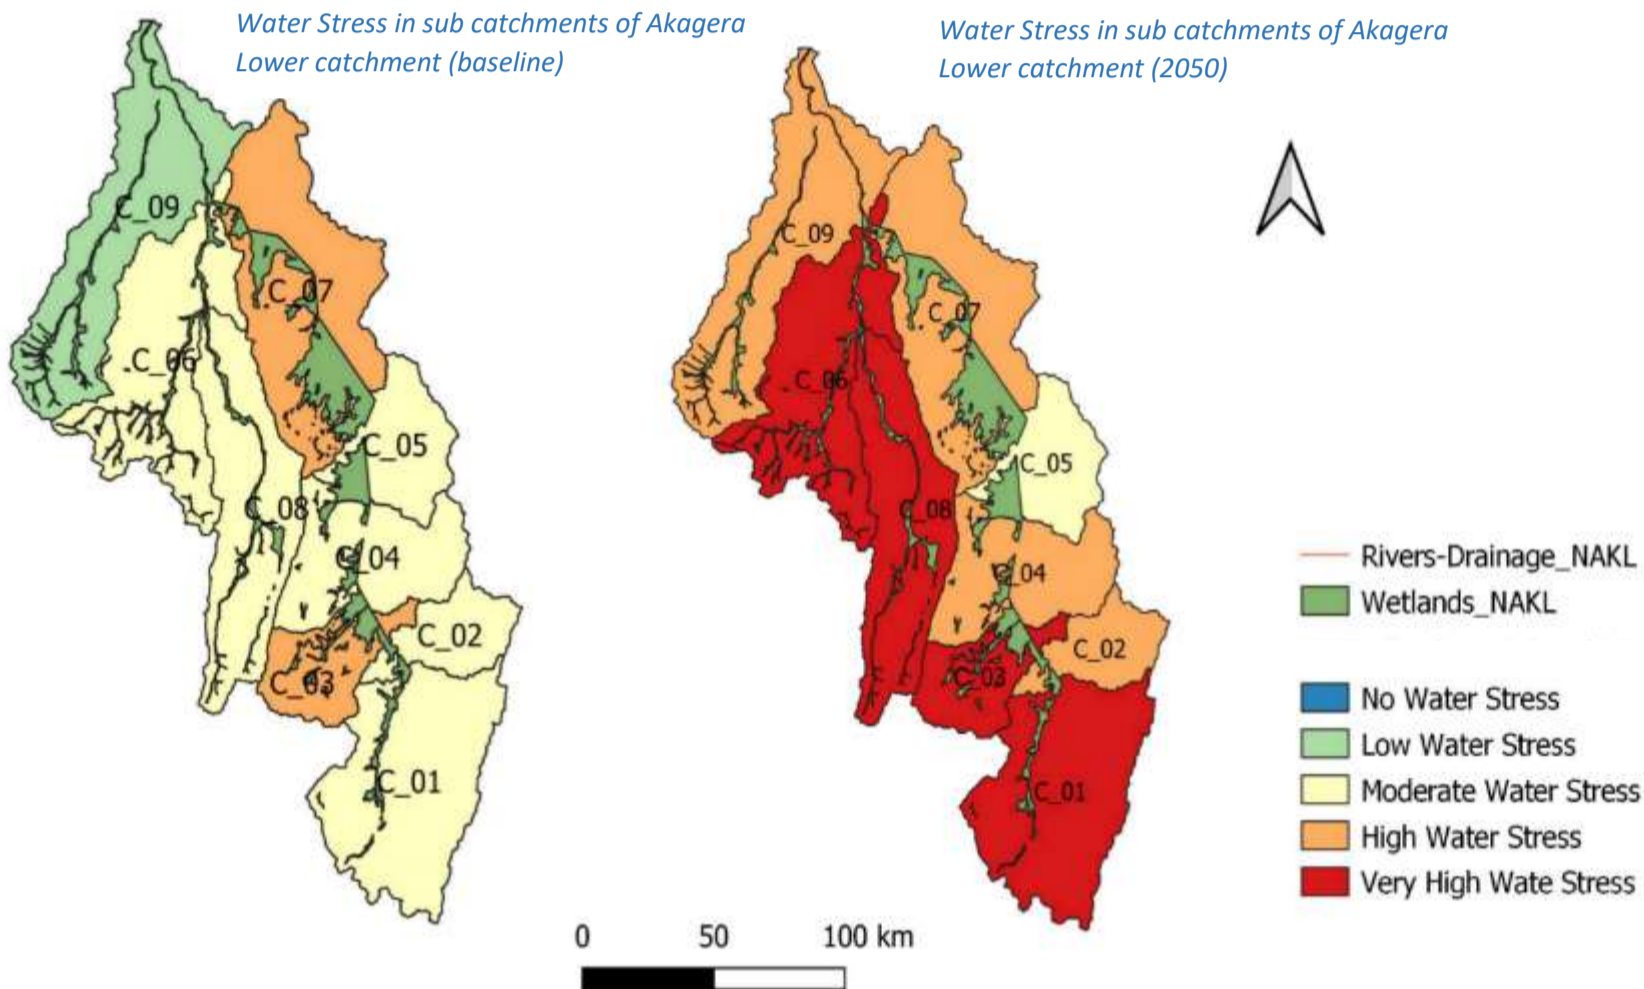 Water Stress in sub catchments of Akagera
Lower catchment (baseline)
Water Stress in sub catchments of Akagera
Lower catchment (2050)
C_09
C_07
C_06
C_05
C_08
C_04
C_02
C_03
C_01
C_09
C_07
C_06
C_05
C_08
C_04
C_02
C_03
C_01
Rivers-Drainage_NAKL
Wetlands_NAKL
No Water Stress
Low Water Stress
Moderate Water Stress
High Water Stress
Very High Wate Stress
0 50 100 km